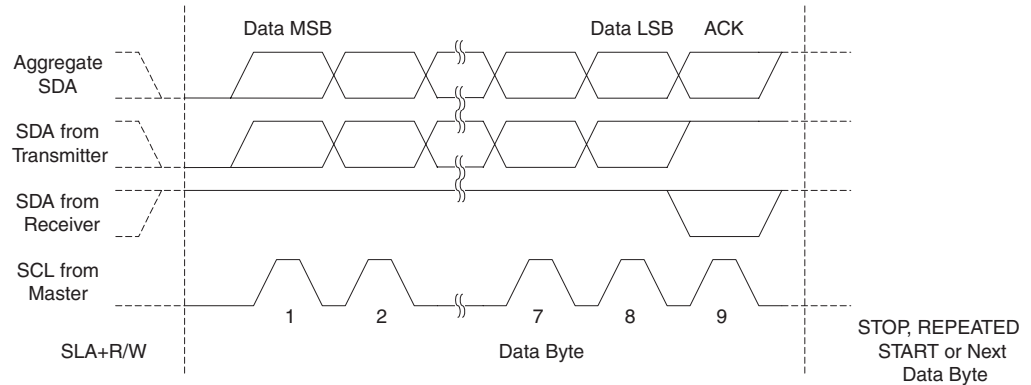 Data MSB
Data LSB
ACK
Aggregate
SDA
SDA from
Transmitter
SDA from
Receiver
SCL from
Master
1
2
7
8
9
SLA+R/W
Data Byte
STOP, REPEATED
START or Next
Data Byte